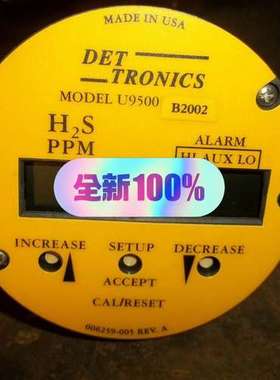 MADE IN USA
DET
TRONICS
MODEL U9500
B2002
H2S
PPM
ALARM
HI AUX LO
全新100%
INCREASE
SETUP
DECREASE
ACCEPT
CAL/RESET
006259-005 REV. A